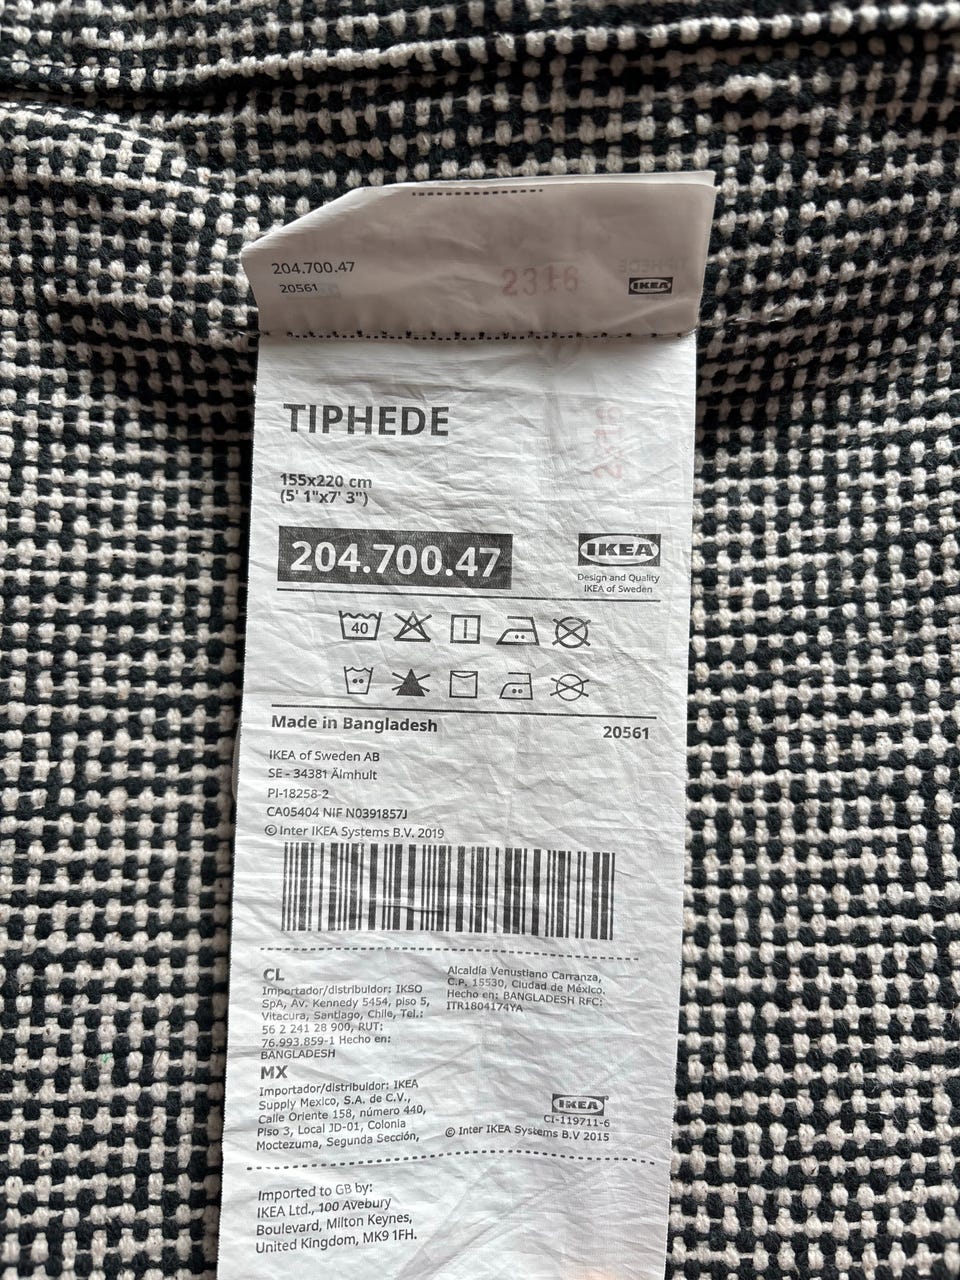 204.700.47
20561
2316
IKEA
TIPHEDE
155x220 cm
(5' 1"x7' 3")
204.700.47
IKEA
Design and Quality
IKEA of Sweden
40
Made in Bangladesh
20561
IKEA of Sweden AB
SE - 34381 Älmhult
PI-18258-2
CA05404 NIF N0391857J
© Inter IKEA Systems B.V. 2019
CL
Importador/distribuidor: IKSO
SpA, Av. Kennedy 5454, piso 5,
Vitacura, Santiago, Chile, Tel.:
56 2 241 28 900, RUT:
76.993.859-1 Hecho en:
BANGLADESH
MX
Importador/distribuidor: IKEA
Supply Mexico, S.A. de C.V.,
Calle Oriente 158, número 440,
Piso 3, Local JD-01, Colonia
Moctezuma, Segunda Sección,
Alcaldía Venustiano Carranza,
C.P. 15530, Ciudad de México.
Hecho en: BANGLADESH RFC:
ITR1804174YA
IKEA
CI-119711-6
© Inter IKEA Systems B.V 2015
Imported to GB by:
IKEA Ltd., 100 Avebury
Boulevard, Milton Keynes,
United Kingdom, MK9 1FH.